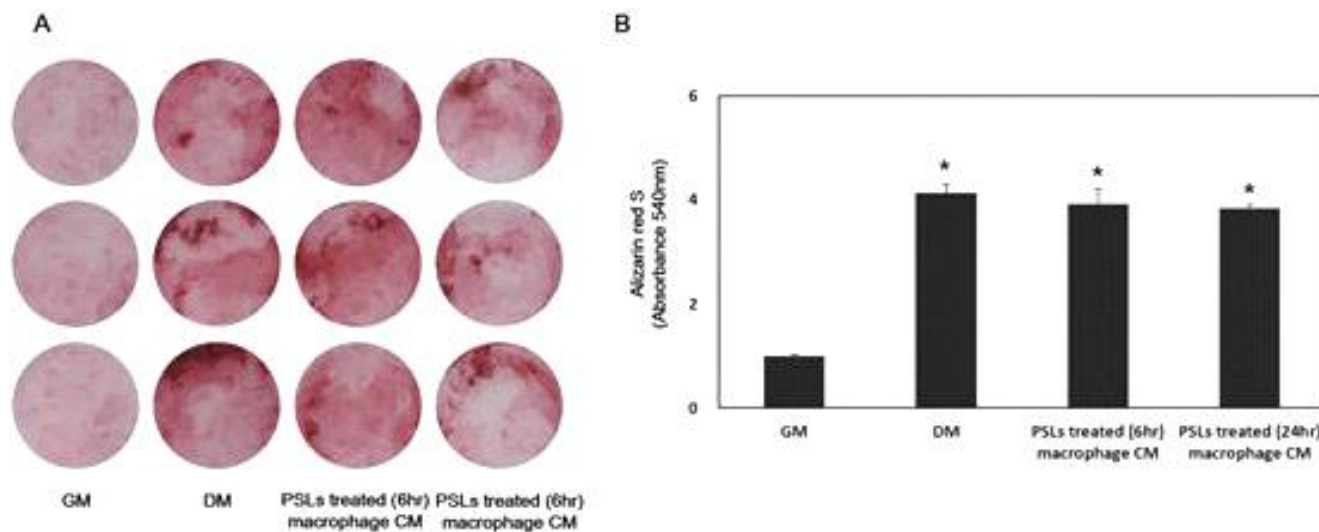 A
GM
DM
PSLs treated (6hr)
macrophage CM
PSLs treated (6hr)
macrophage CM
B
Alizarin red S
(Absorbance 540nm)
6
4
2
0
*
*
*
GM
DM
PSLs treated (6hr)
macrophage CM
PSLs treated (24hr)
macrophage CM